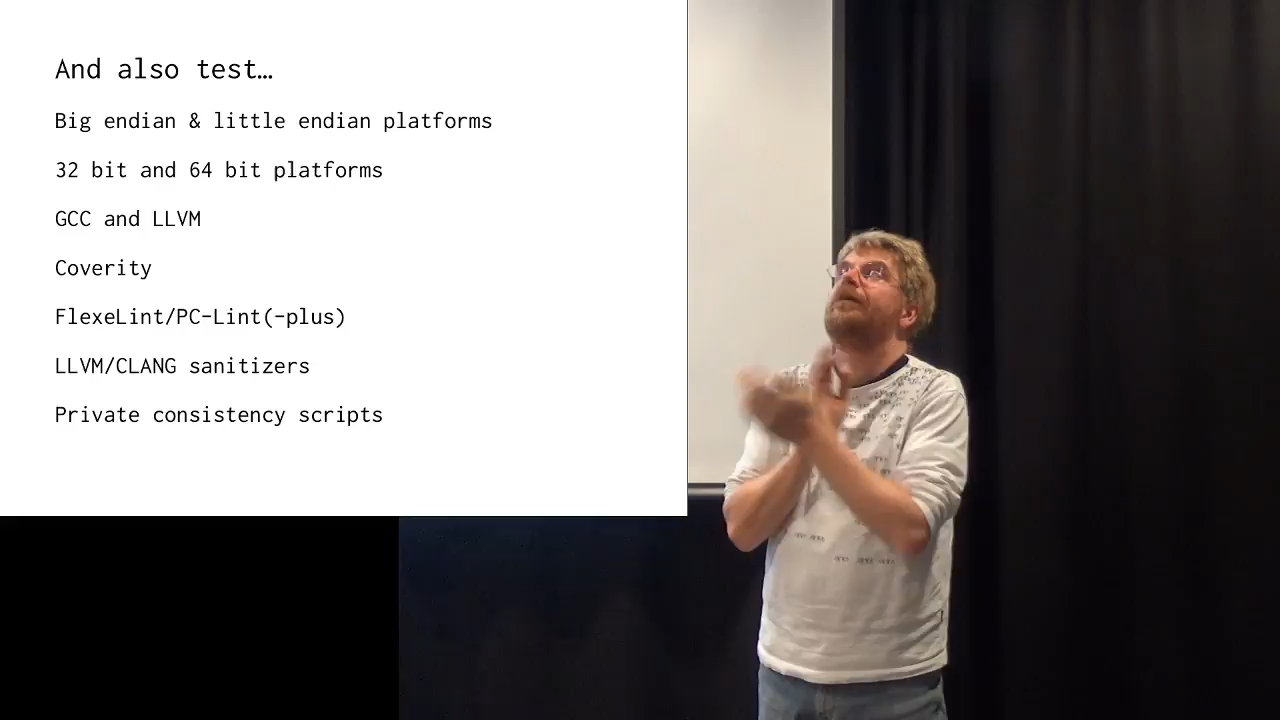 And also test…
Big endian & little endian platforms
32 bit and 64 bit platforms
GCC and LLVM
Coverity
FlexeLint/PC-Lint(-plus)
LLVM/CLANG sanitizers
Private consistency scripts